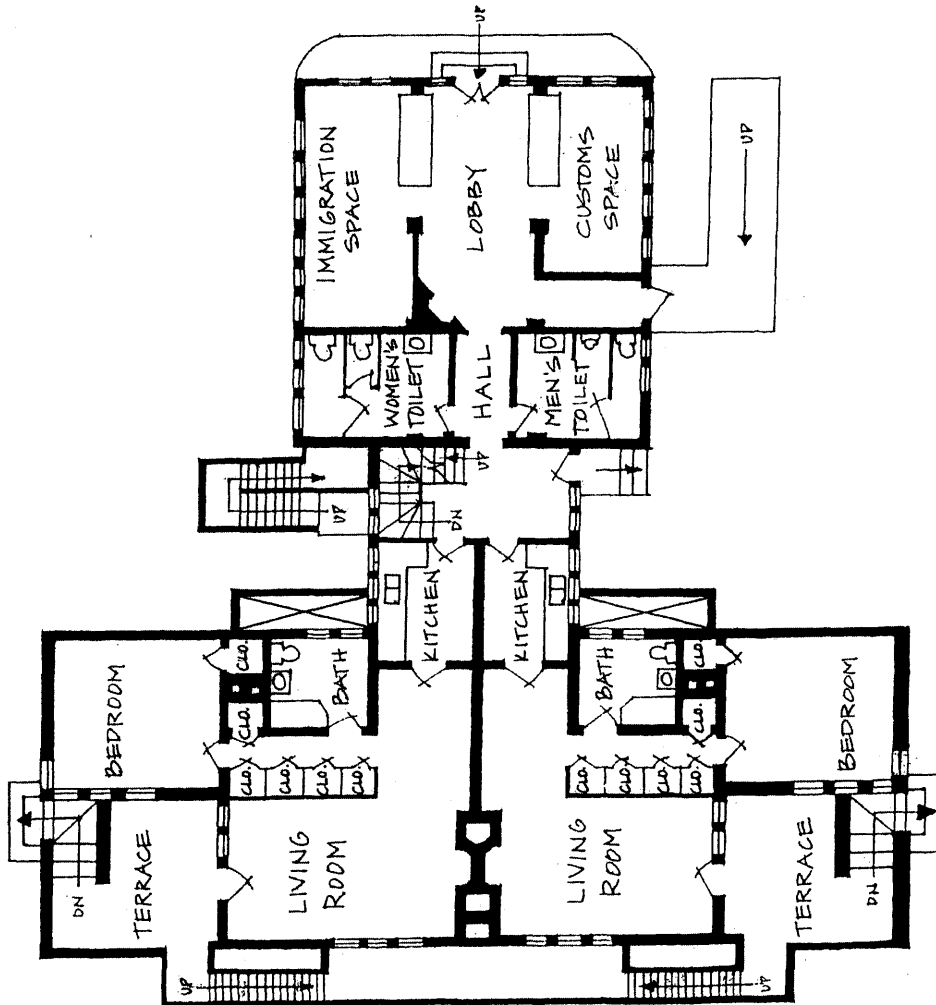 UP
IMMIGRATION
SPACE
LOBBY
CUSTOMS
SPACE
UP
WOMEN'S
TOILET
HALL
MEN'S
TOILET
UP
UP
DN
KITCHEN
KITCHEN
BEDROOM
CLO.
BATH
BATH
CLO.
BEDROOM
CLO.
CLO.
CLO.
CLO.
CLO.
CLO.
CLO.
CLO.
CLO.
CLO.
TERRACE
LIVING
ROOM
LIVING
ROOM
TERRACE
DN
DN
UP
UP